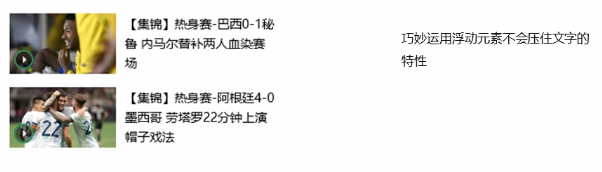 【集锦】热身赛-巴西0-1秘
鲁 内马尔替补两人血染赛
场
【集锦】热身赛-阿根廷4-0
墨西哥 劳塔罗22分钟上演
帽子戏法
巧妙运用浮动元素不会压住文字的
特性
22